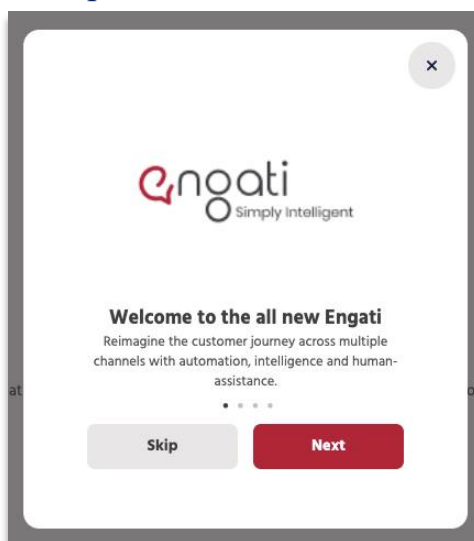 ×
engati
Simply Intelligent
Welcome to the all new Engati
Reimagine the customer journey across multiple
channels with automation, intelligence and human-
assistance.
Skip
Next